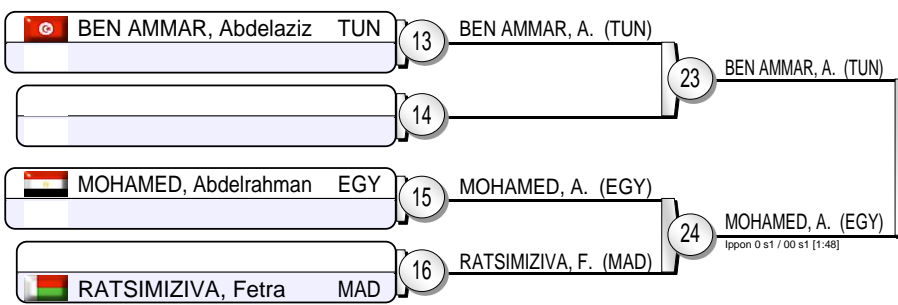 BEN AMMAR, Abdelaziz TUN
13
BEN AMMAR, A. (TUN)
23
BEN AMMAR, A. (TUN)
14
MOHAMED, Abdelrahman EGY
15
MOHAMED, A. (EGY)
24
MOHAMED, A. (EGY)
Ippon 0 s1 / 00 s1 [1:48]
16
RATSIMIZIVA, F. (MAD)
RATSIMIZIVA, Fetra MAD